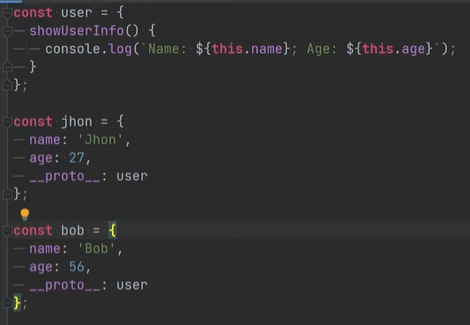 const user = {
  showUserInfo() {
    console.log(`Name: ${this.name}; Age: ${this.age}`);
  }
};
const jhon = {
  name: 'Jhon',
  age: 27,
  __proto__: user
};
const bob = {
  name: 'Bob',
  age: 56,
  __proto__: user
};